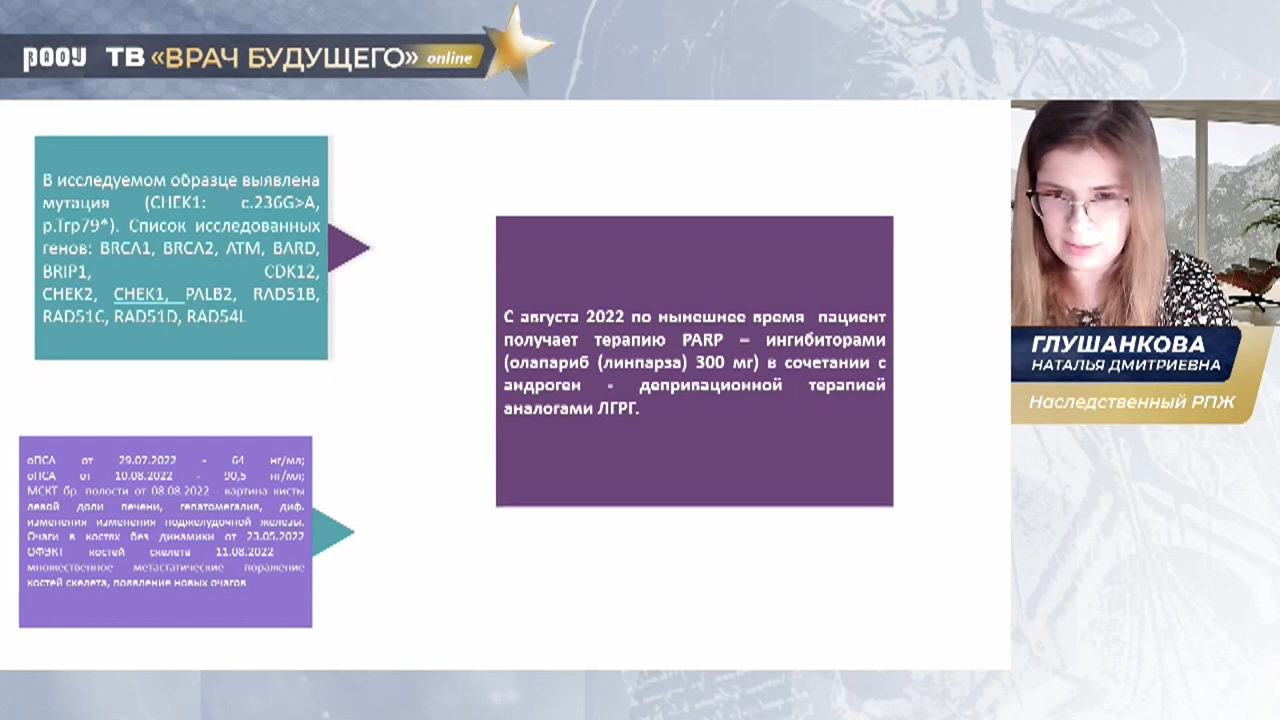 РООУ ТВ «ВРАЧ БУДУЩЕГО» online
В исследуемом образце выявлена
мутация (CHEK1: c.236G>A,
p.Trp79*). Список исследованных
генов: BRCA1, BRCA2, ATM, BARD,
BRIP1, CDK12,
CHEK2, CHEK1, PALB2, RAD51B,
RAD51C, RAD51D, RAD54L
оПСА от 29.07.2022 - 64 нг/мл;
оПСА от 10.08.2022 - 90,5 нг/мл;
МСКТ бр. полости от 08.08.2022 - картина кисты
левой доли печени, гепатомегалия, диф.
изменения изменения поджелудочной железы.
Очаги в костях без динамики от 23.05.2022
ОФЭКТ костей скелета 11.08.2022
множественное метастатические поражение
костей скелета, появление новых очагов
С августа 2022 по нынешнее время пациент
получает терапию PARP – ингибиторами
(олапариб (линпарза) 300 мг) в сочетании с
андроген - депривационной терапией
аналогами ЛГРГ.
ГЛУШАНКОВА
НАТАЛЬЯ ДМИТРИЕВНА
Наследственный РПЖ